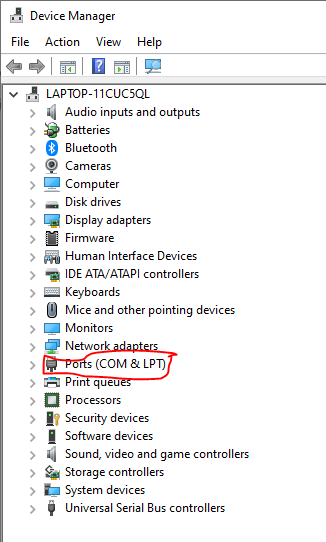 Device Manager
File Action View Help
LAPTOP-11CUC5QL
Audio inputs and outputs
Batteries
Bluetooth
Cameras
Computer
Disk drives
Display adapters
Firmware
Human Interface Devices
IDE ATA/ATAPI controllers
Keyboards
Mice and other pointing devices
Monitors
Network adapters
Ports (COM & LPT)
Print queues
Processors
Security devices
Software devices
Sound, video and game controllers
Storage controllers
System devices
Universal Serial Bus controllers